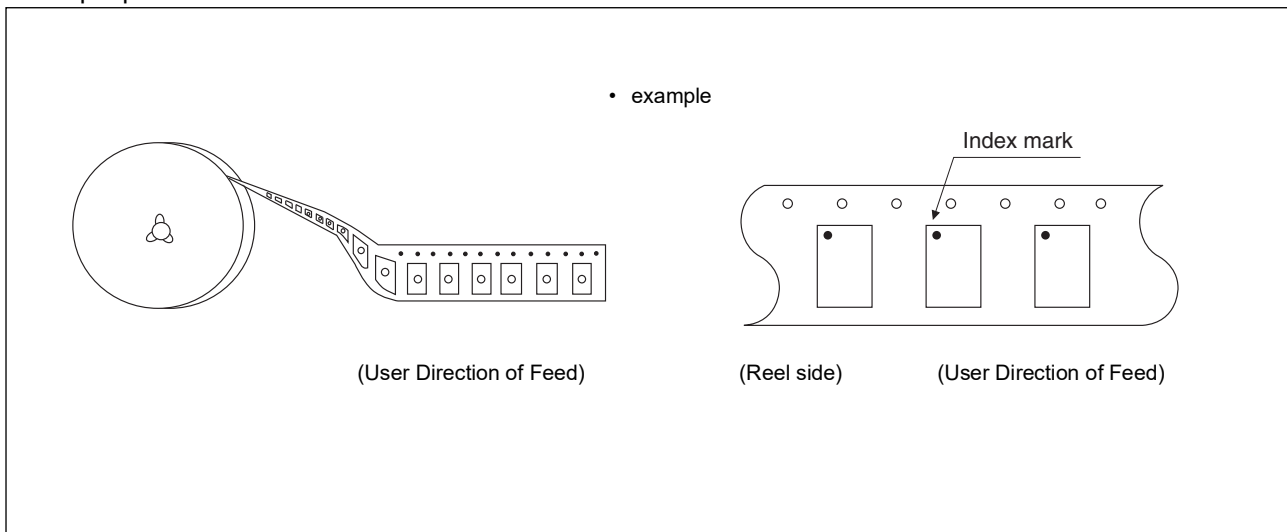 • example
Index mark
(User Direction of Feed)
(Reel side)
(User Direction of Feed)